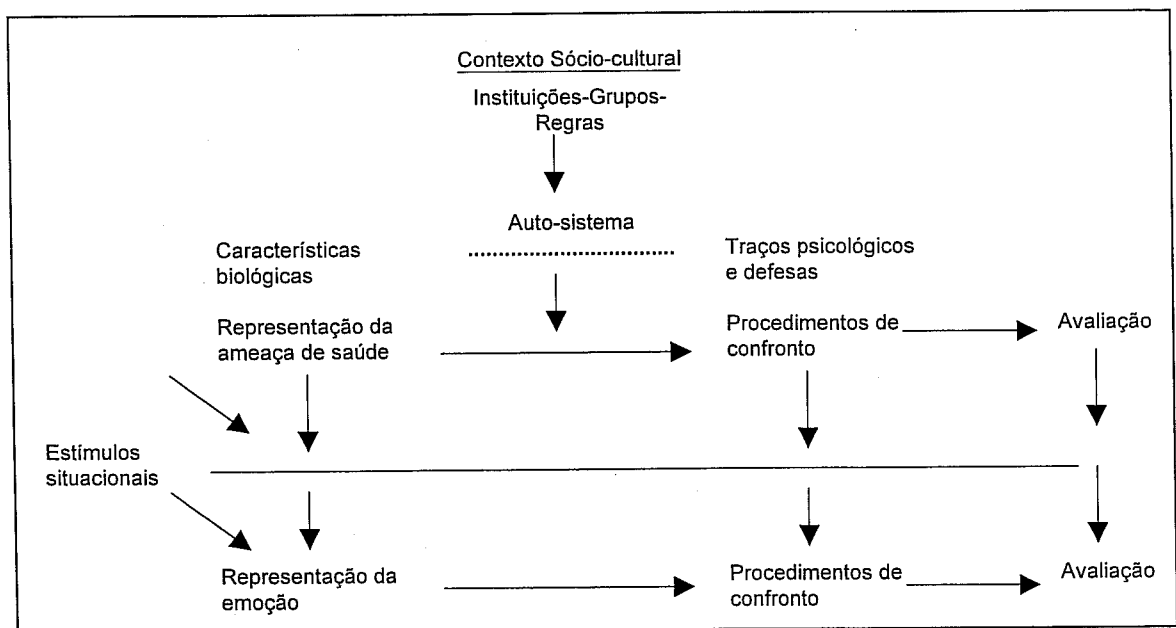 Contexto Sócio-cultural
Instituições-Grupos-
Regras
Auto-sistema
Características
biológicas
Traços psicológicos
e defesas
Representação da
ameaça de saúde
Procedimentos de
confronto
Avaliação
Estímulos
situacionais
Representação da
emoção
Procedimentos de
confronto
Avaliação